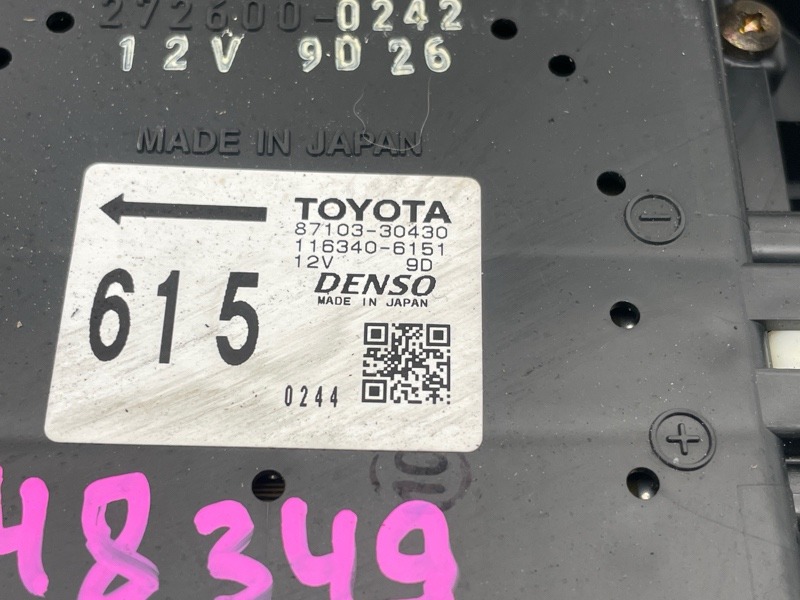 272600-0242
12V 9D26
MADE IN JAPAN
TOYOTA
87103-30430
116340-6151
12V 9D
DENSO
MADE IN JAPAN
615
0244
48349